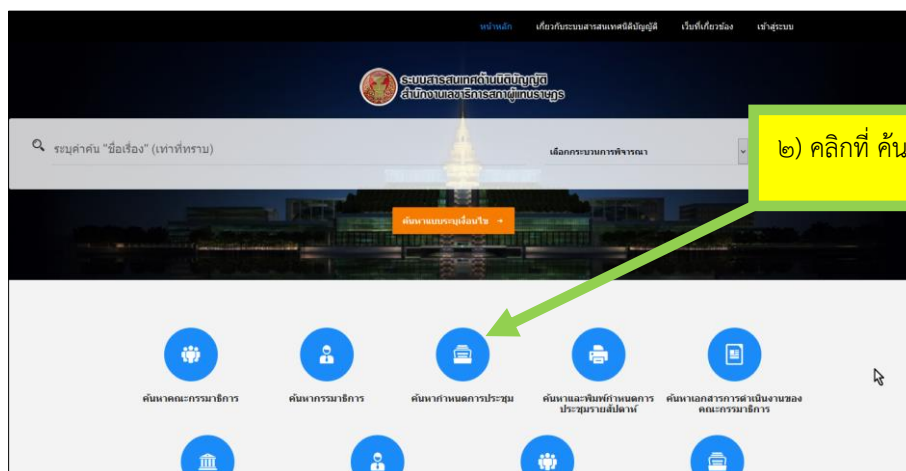 หน้าหลัก เกี่ยวกับระบบสารสนเทศนิติบัญญัติ เว็บที่เกี่ยวข้อง เข้าสู่ระบบ
ระบบสารสนเทศด้านนิติบัญญัติ
สำนักงานเลขาธิการสภาผู้แทนราษฎร
ระบุคำค้น "ชื่อเรื่อง" (เท่าที่ทราบ)
เลือกกระบวนการพิจารณา
๒) คลิกที่ ค้น
ค้นหาแบบระบุเงื่อนไข →
ค้นหาคณะกรรมาธิการ
ค้นหากรรมาธิการ
ค้นหากำหนดการประชุม
ค้นหาและพิมพ์กำหนดการ
ประชุมรายสัปดาห์
ค้นหาเอกสารการดำเนินงานของ
คณะกรรมาธิการ